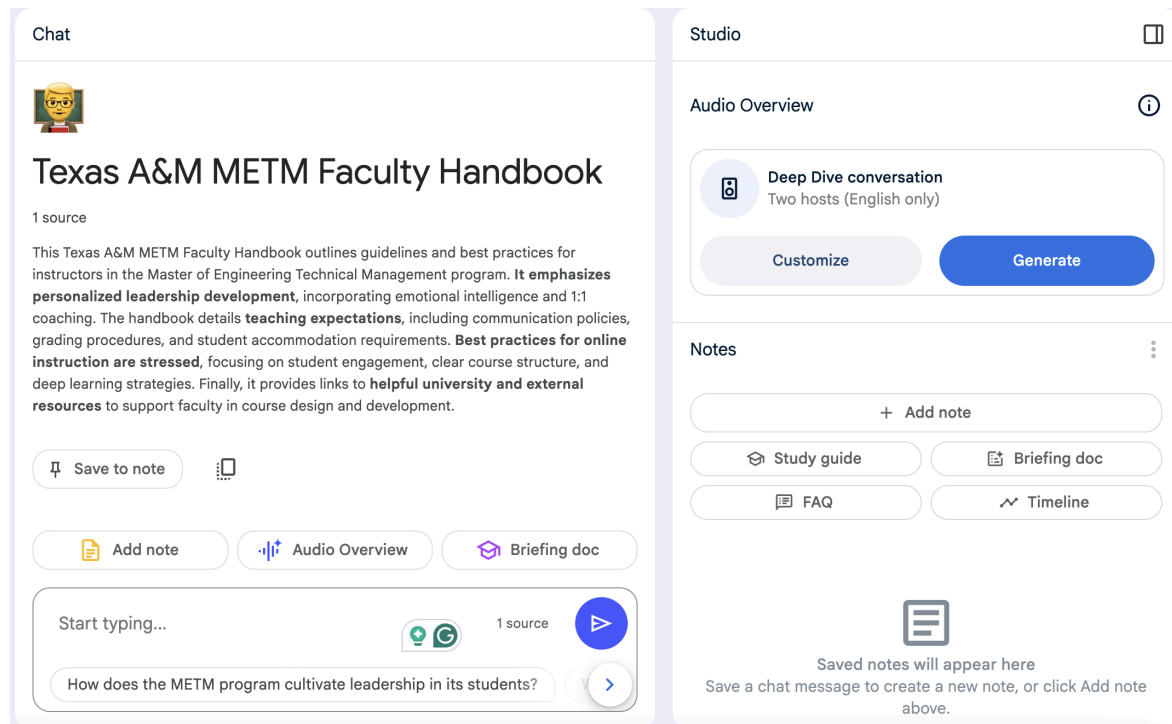 Chat
Texas A&M METM Faculty Handbook
1 source
This Texas A&M METM Faculty Handbook outlines guidelines and best practices for
instructors in the Master of Engineering Technical Management program. It emphasizes
personalized leadership development, incorporating emotional intelligence and 1:1
coaching. The handbook details teaching expectations, including communication policies,
grading procedures, and student accommodation requirements. Best practices for online
instruction are stressed, focusing on student engagement, clear course structure, and
deep learning strategies. Finally, it provides links to helpful university and external
resources to support faculty in course design and development.
Save to note
Add note
Audio Overview
Briefing doc
Start typing...
1 source
How does the METM program cultivate leadership in its students?
Studio
Audio Overview
Deep Dive conversation
Two hosts (English only)
Customize
Generate
Notes
+ Add note
Study guide
Briefing doc
FAQ
Timeline
Saved notes will appear here
Save a chat message to create a new note, or click Add note
above.